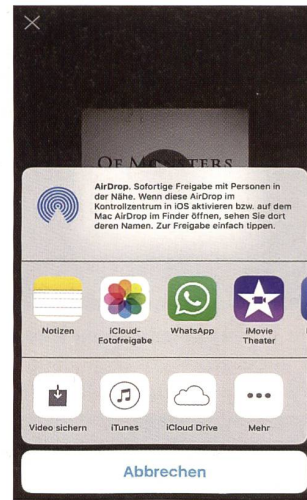 OF MONSTERS
AirDrop. Sofortige Freigabe mit Personen in
der Nähe. Wenn diese AirDrop im
Kontrollzentrum in iOS aktivieren bzw. auf dem
Mac AirDrop im Finder öffnen, sehen Sie dort
deren Namen. Zur Freigabe einfach tippen.
Notizen
iCloud-
Fotofreigabe
WhatsApp
iMovie
Theater
Video sichern
iTunes
iCloud Drive
Mehr
Abbrechen